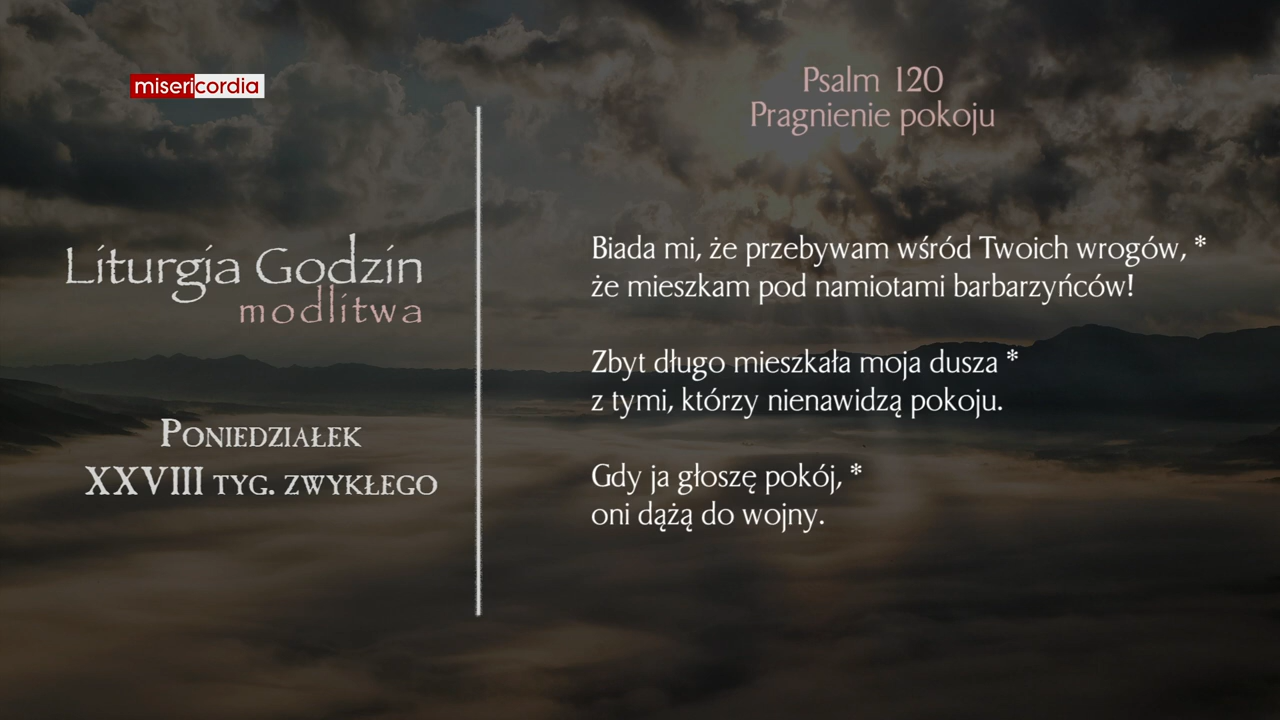 misericordia
Liturgia Godzin
modlitwa
Poniedziałek
XXVIII tyg. zwykłego
Psalm 120
Pragnienie pokoju
Biada mi, że przebywam wśród Twoich wrogów, *
że mieszkam pod namiotami barbarzyńców!
Zbyt długo mieszkała moja dusza *
z tymi, którzy nienawidzą pokoju.
Gdy ja głoszę pokój, *
oni dążą do wojny.